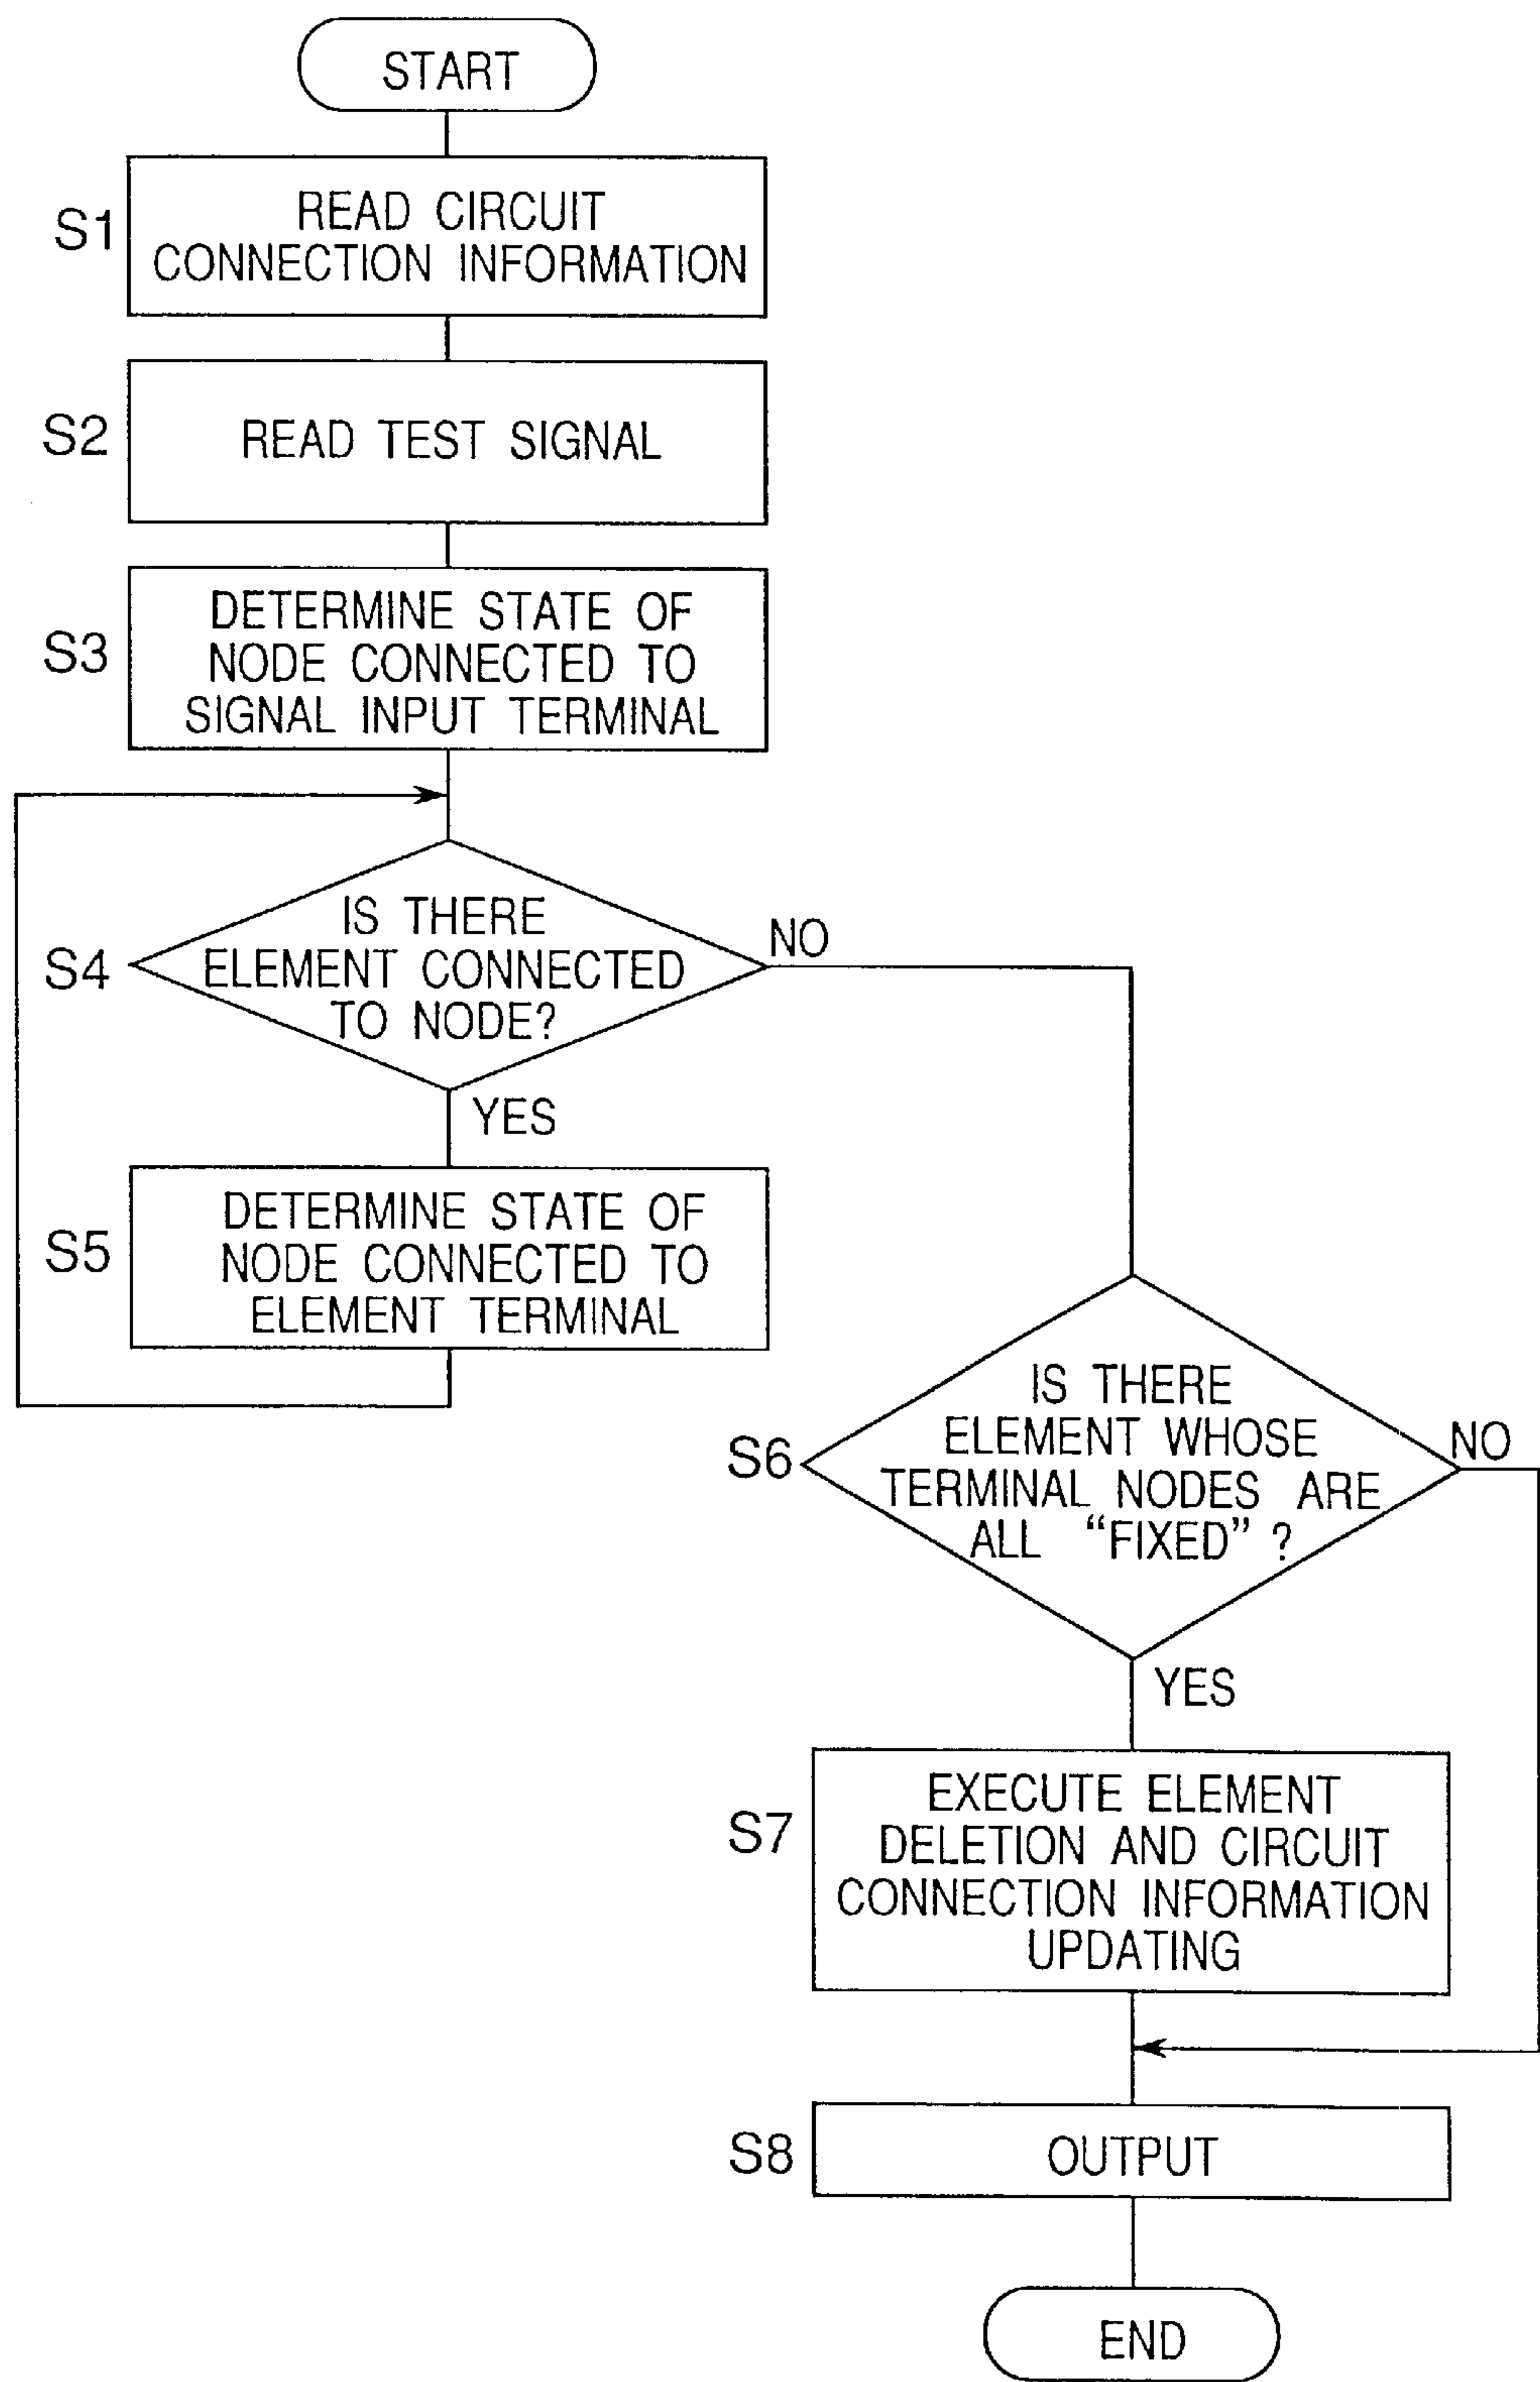 START
S1
READ CIRCUIT
CONNECTION INFORMATION
S2
READ TEST SIGNAL
S3
DETERMINE STATE OF
NODE CONNECTED TO
SIGNAL INPUT TERMINAL
S4
IS THERE
ELEMENT CONNECTED
TO NODE?
NO
YES
S5
DETERMINE STATE OF
NODE CONNECTED TO
ELEMENT TERMINAL
S6
IS THERE
ELEMENT WHOSE
TERMINAL NODES ARE
ALL “FIXED” ?
NO
YES
S7
EXECUTE ELEMENT
DELETION AND CIRCUIT
CONNECTION INFORMATION
UPDATING
S8
OUTPUT
END